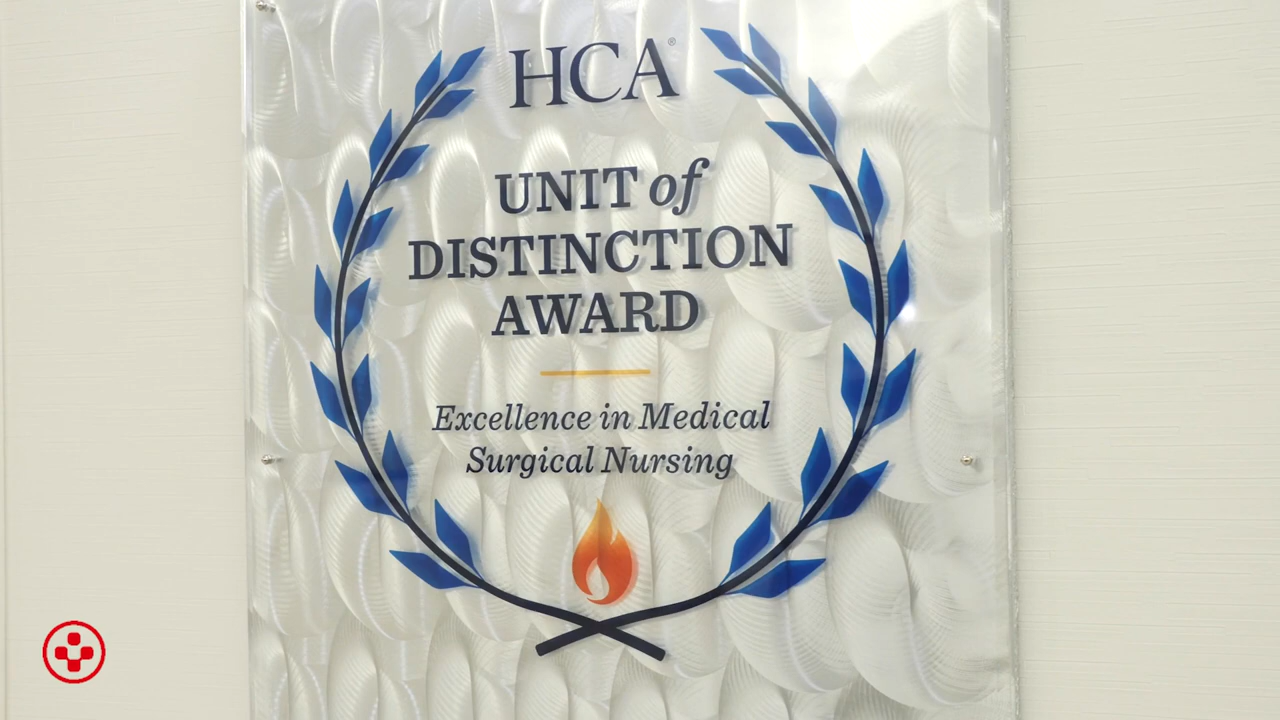 HCA®
UNIT of
DISTINCTION
AWARD
Excellence in Medical
Surgical Nursing